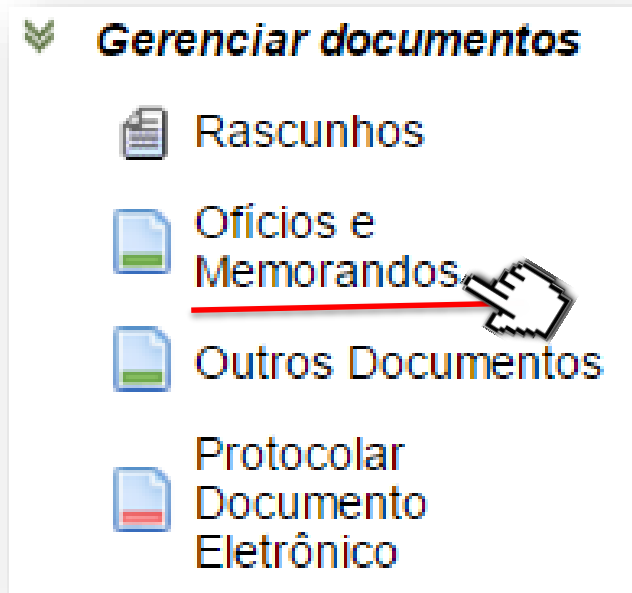 Gerenciar documentos
Rascunhos
Ofícios e
Memorandos
Outros Documentos
Protocolar
Documento
Eletrônico